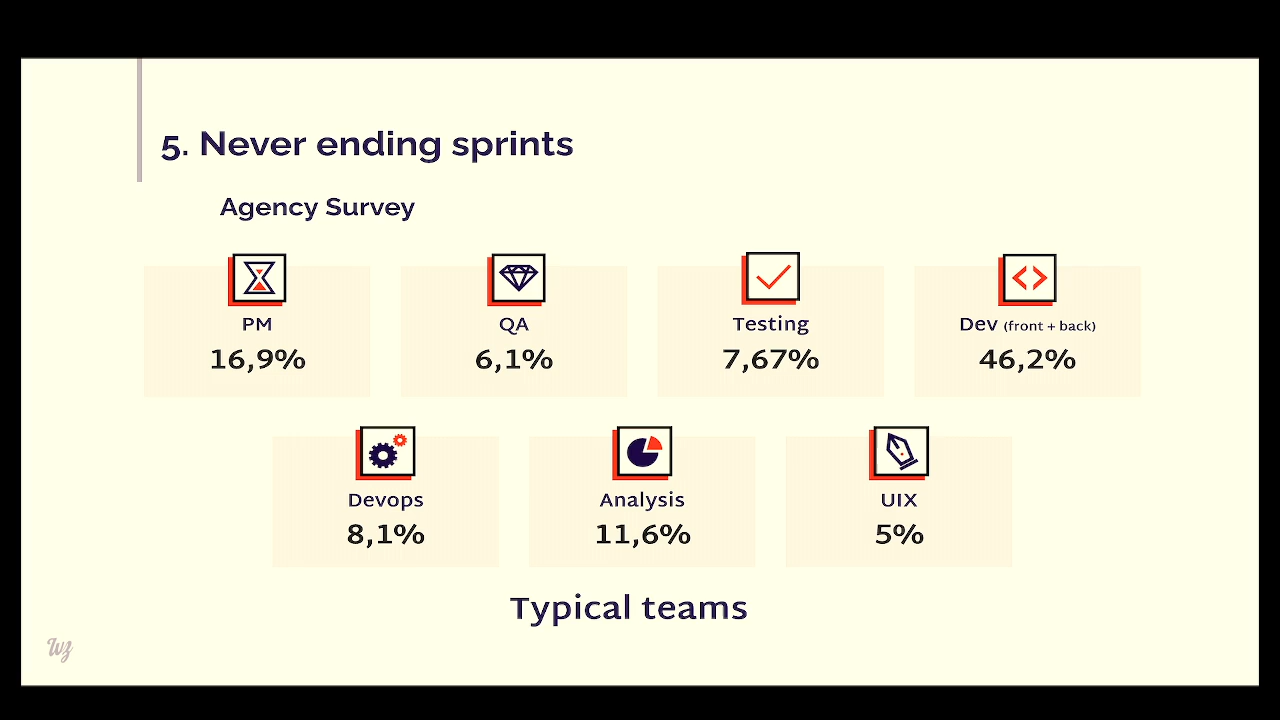 5. Never ending sprints
Agency Survey
PM
16,9%
QA
6,1%
Testing
7,67%
Dev (front + back)
46,2%
Devops
8,1%
Analysis
11,6%
UIX
5%
Typical teams
wz